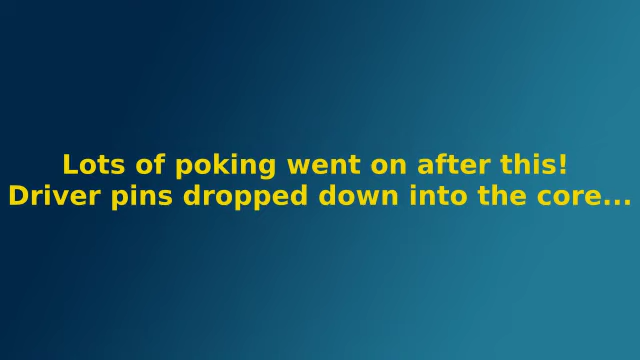 Lots of poking went on after this!
Driver pins dropped down into the core...